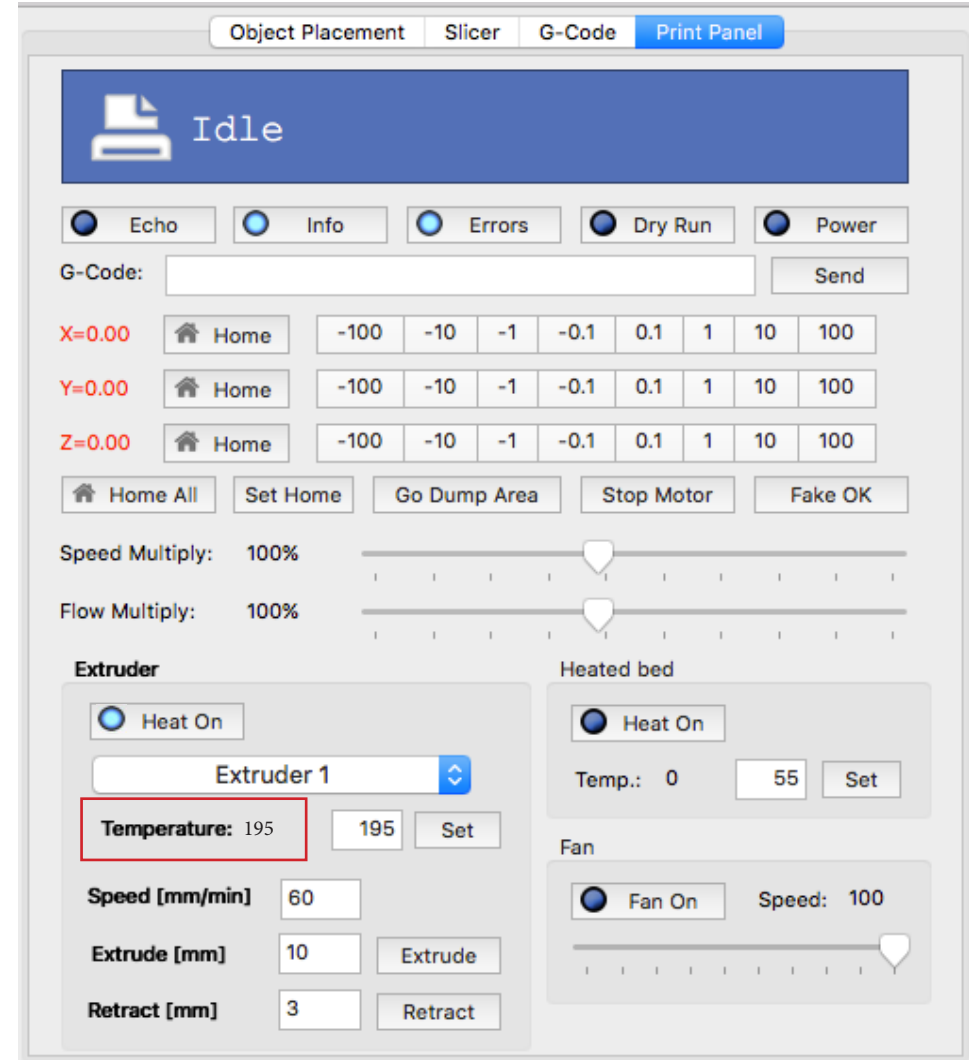 Object Placement Slicer G-Code Print Panel
Idle
Echo Info Errors Dry Run Power
G-Code: Send
X=0.00 Home -100 -10 -1 -0.1 0.1 1 10 100
Y=0.00 Home -100 -10 -1 -0.1 0.1 1 10 100
Z=0.00 Home -100 -10 -1 -0.1 0.1 1 10 100
Home All Set Home Go Dump Area Stop Motor Fake OK
Speed Multiply: 100%
Flow Multiply: 100%
Extruder
Heat On
Extruder 1
Temperature: 195 195 Set
Speed [mm/min] 60
Extrude [mm] 10 Extrude
Retract [mm] 3 Retract
Heated bed
Heat On
Temp.: 0 55 Set
Fan
Fan On Speed: 100